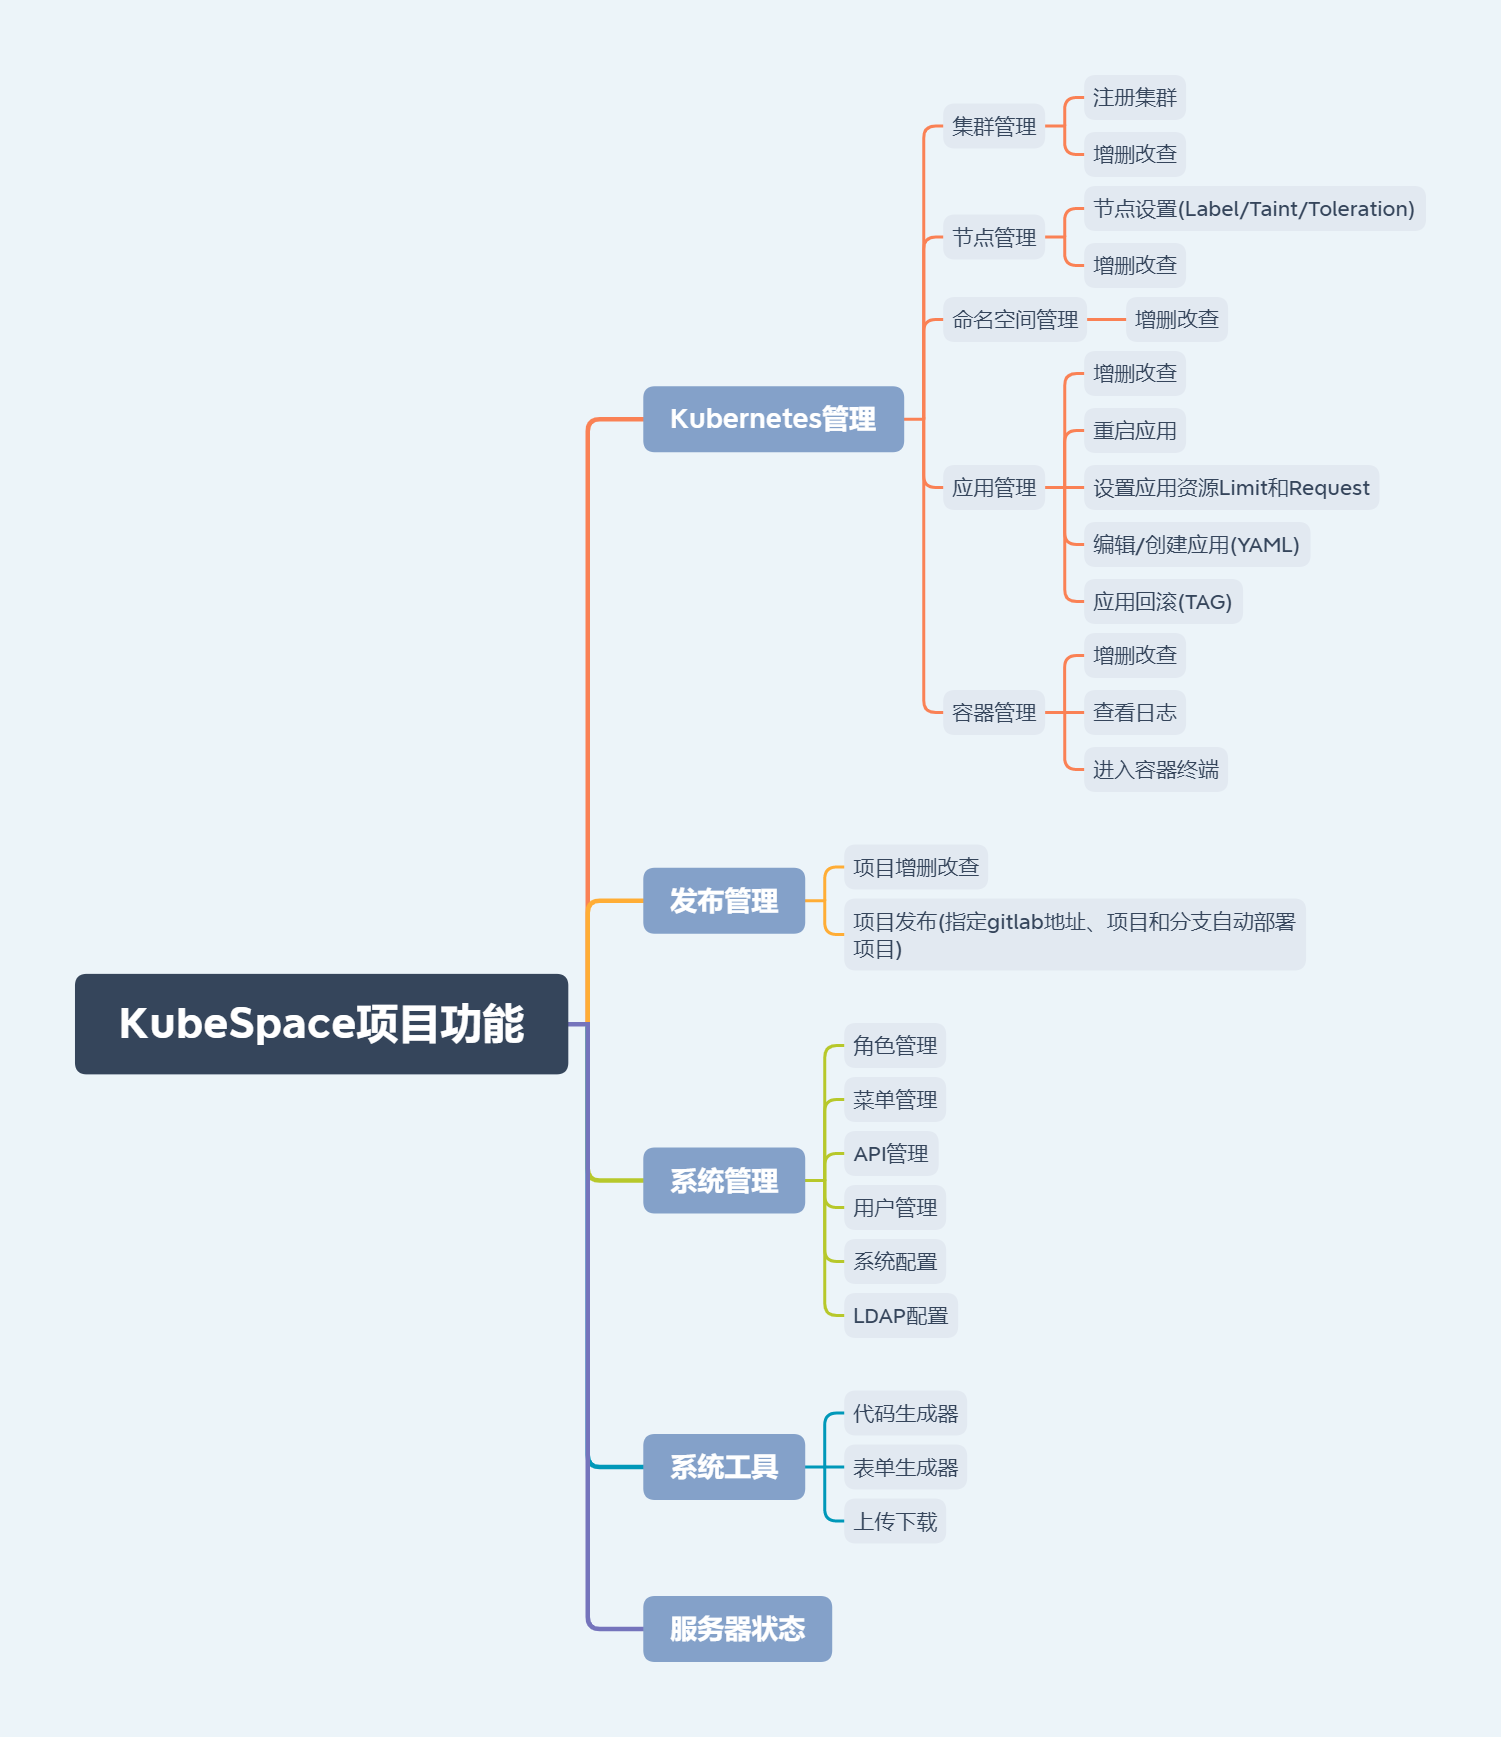 KubeSpace项目功能
Kubernetes管理
集群管理
注册集群
增删改查
节点管理
节点设置(Label/Taint/Toleration)
增删改查
命名空间管理
增删改查
应用管理
增删改查
重启应用
设置应用资源Limit和Request
编辑/创建应用(YAML)
应用回滚(TAG)
容器管理
增删改查
查看日志
进入容器终端
发布管理
项目增删改查
项目发布(指定gitlab地址、项目和分支自动部署
项目)
系统管理
角色管理
菜单管理
API管理
用户管理
系统配置
LDAP配置
系统工具
代码生成器
表单生成器
上传下载
服务器状态